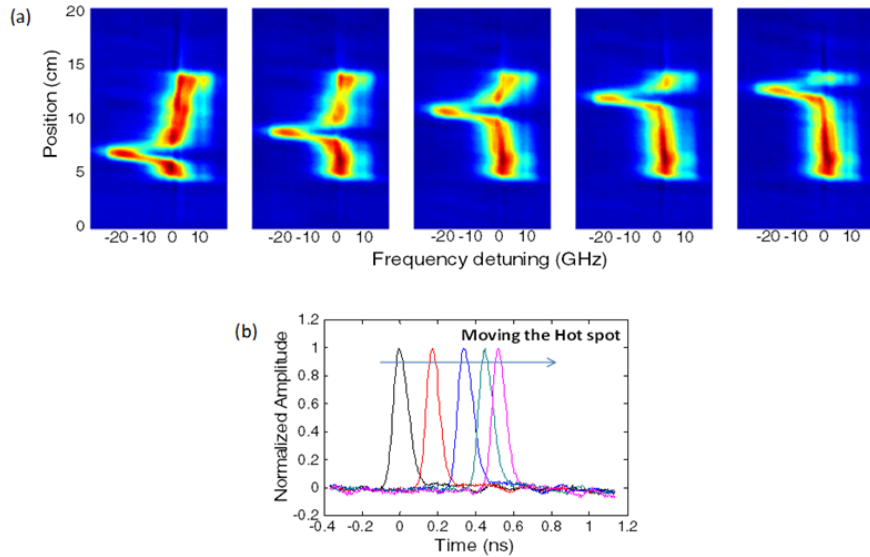 (a)
Position (cm)
20
15
10
5
0
-20 -10 0 10
-20 -10 0 10
-20 -10 0 10
-20 -10 0 10
-20 -10 0 10
Frequency detuning (GHz)
(b)
Normalized Amplitude
1.2
1
0.8
0.6
0.4
0.2
0
Moving the Hot spot
-0.4 -0.2 0 0.2 0.4 0.6 0.8 1 1.2
Time (ns)